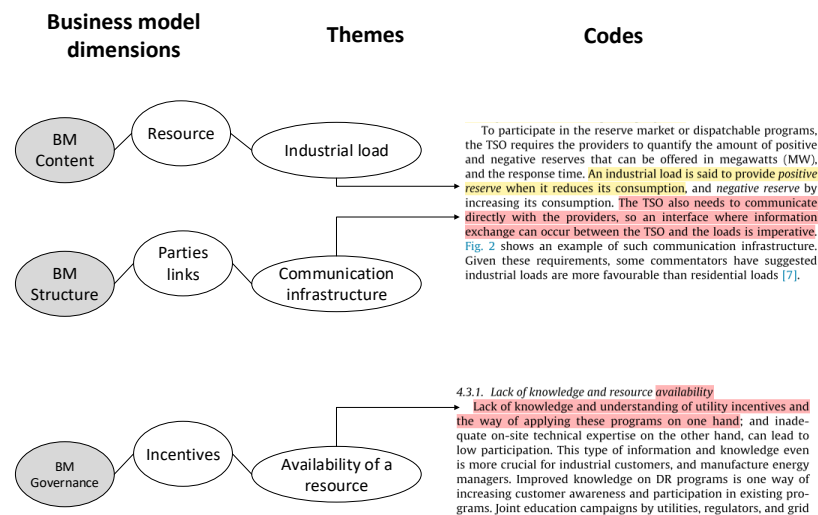 Business model
dimensions
Themes
Codes
BM
Content
Resource
Industrial load
To participate in the reserve market or dispatchable programs,
the TSO requires the providers to quantify the amount of positive
and negative reserves that can be offered in megawatts (MW),
and the response time. An industrial load is said to provide positive
reserve when it reduces its consumption, and negative reserve by
increasing its consumption. The TSO also needs to communicate
directly with the providers, so an interface where information
exchange can occur between the TSO and the loads is imperative.
Fig. 2 shows an example of such communication infrastructure.
Given these requirements, some commentators have suggested
industrial loads are more favourable than residential loads [7].
BM
Structure
Parties
links
Communication
infrastructure
BM
Governance
Incentives
Availability of a
resource
4.3.1. Lack of knowledge and resource availability
Lack of knowledge and understanding of utility incentives and
the way of applying these programs on one hand; and inade-
quate on-site technical expertise on the other hand, can lead to
low participation. This type of information and knowledge even
is more crucial for industrial customers, and manufacture energy
managers. Improved knowledge on DR programs is one way of
increasing customer awareness and participation in existing pro-
grams. Joint education campaigns by utilities, regulators, and grid